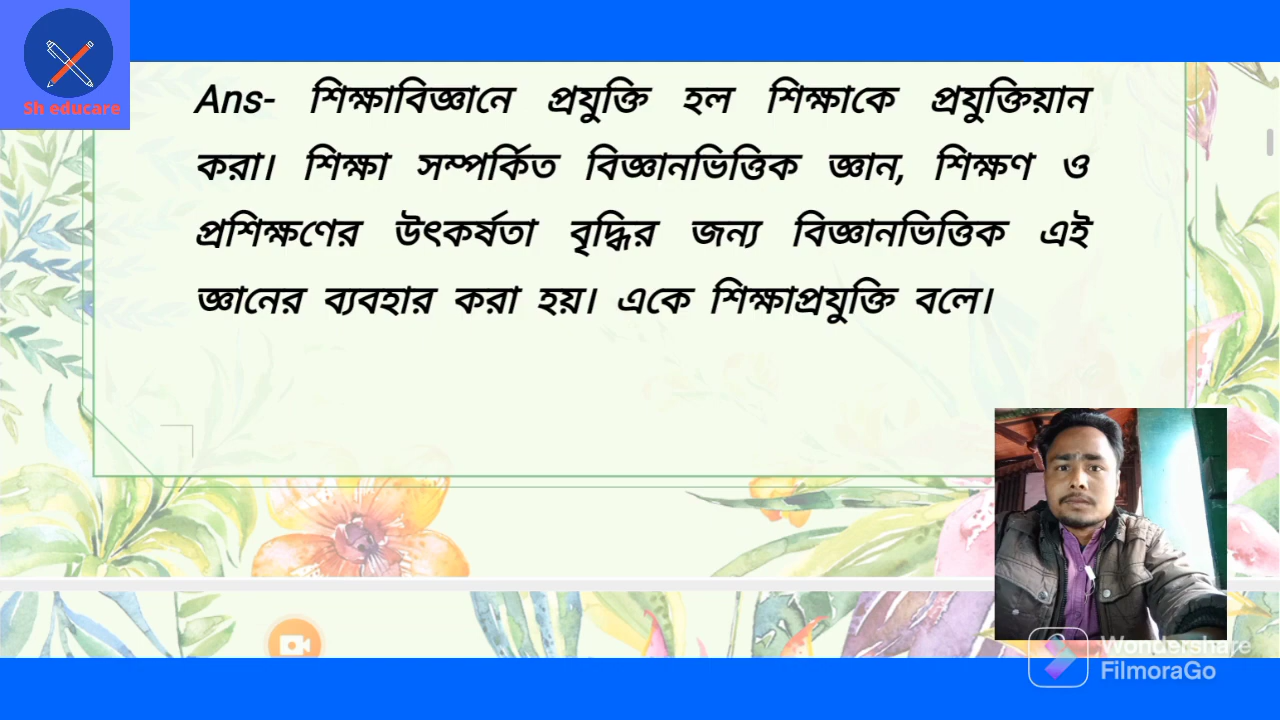 Sh educare
Ans- শিক্ষাবিজ্ঞানে প্রযুক্তি হল শিক্ষাকে প্রযুক্তিয়ান
করা। শিক্ষা সম্পর্কিত বিজ্ঞানভিত্তিক জ্ঞান, শিক্ষণ ও
প্রশিক্ষণের উৎকর্ষতা বৃদ্ধির জন্য বিজ্ঞানভিত্তিক এই
জ্ঞানের ব্যবহার করা হয়। একে শিক্ষাপ্রযুক্তি বলে।
Wondershare
FilmoraGo